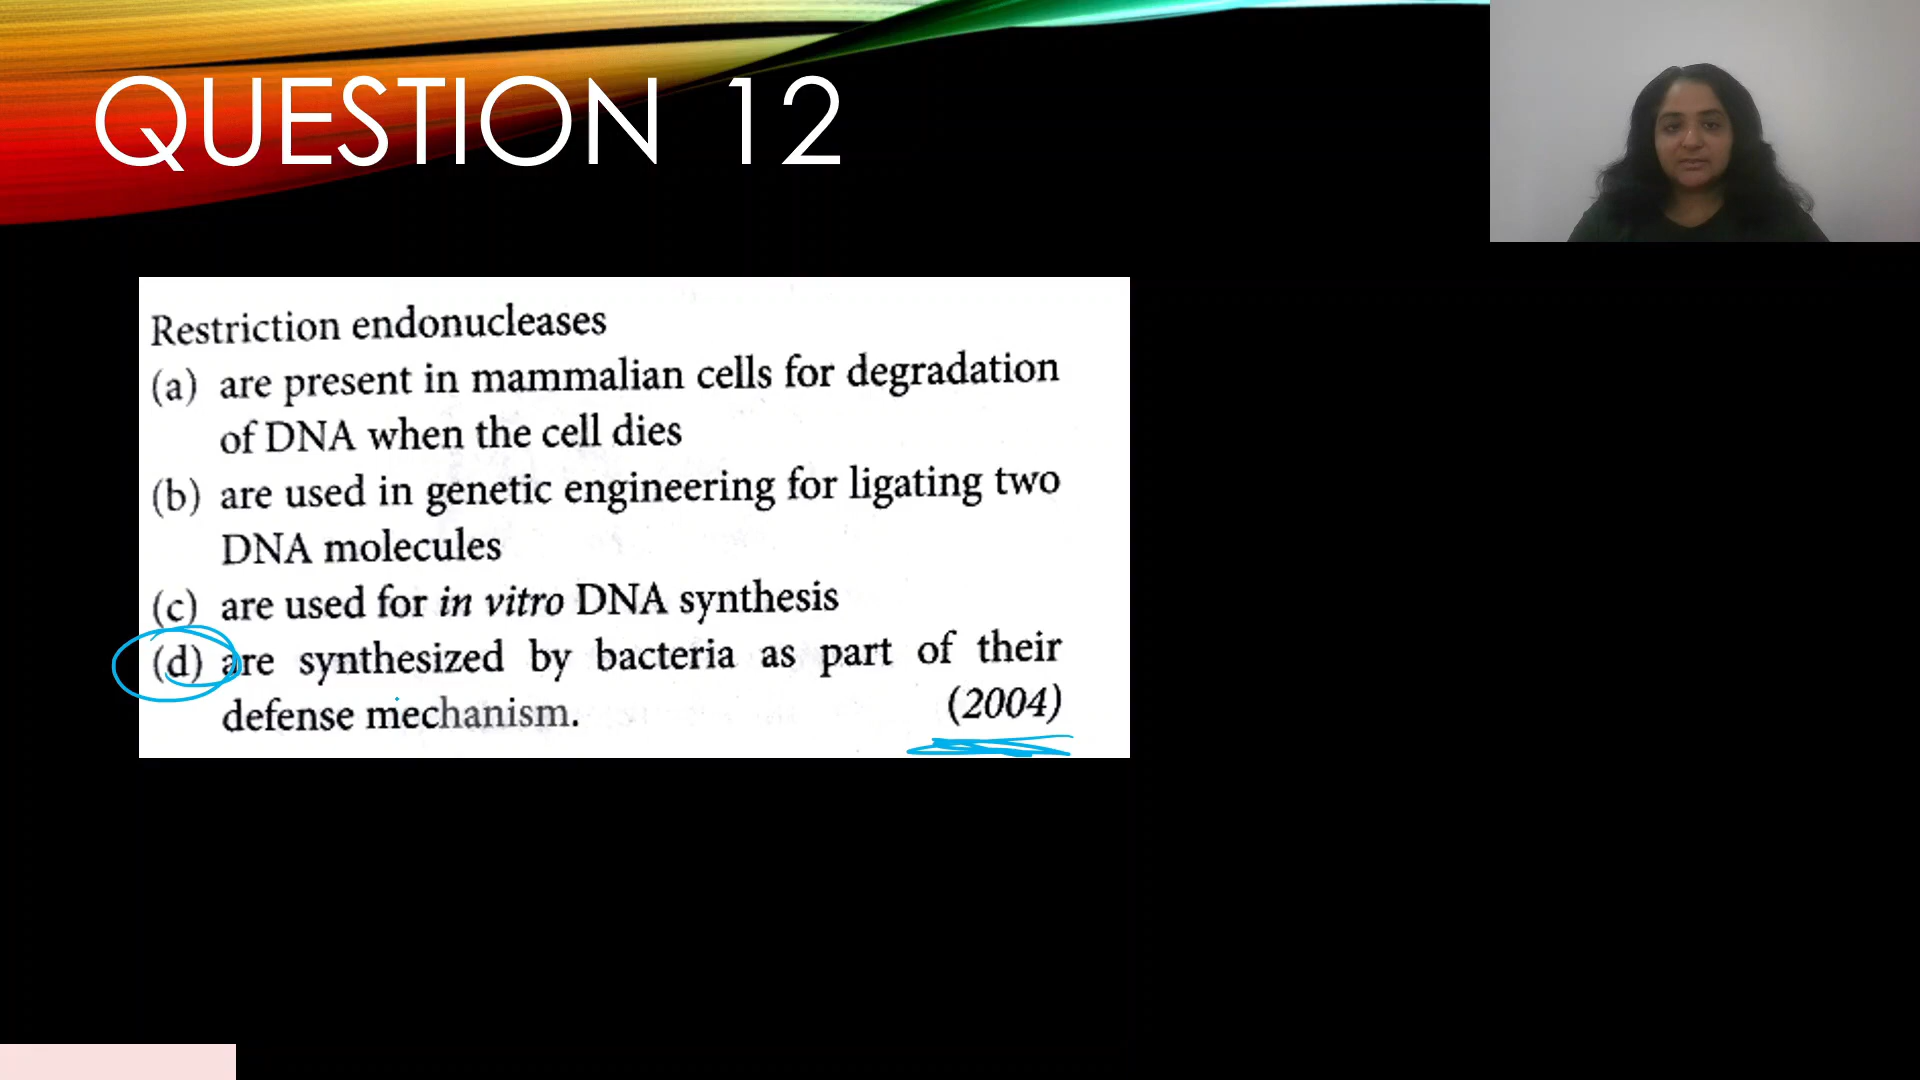 QUESTION 12
Restriction endonucleases
(a) are present in mammalian cells for degradation
of DNA when the cell dies
(b) are used in genetic engineering for ligating two
DNA molecules
(c) are used for in vitro DNA synthesis
(d) are synthesized by bacteria as part of their
defense mechanism. (2004)